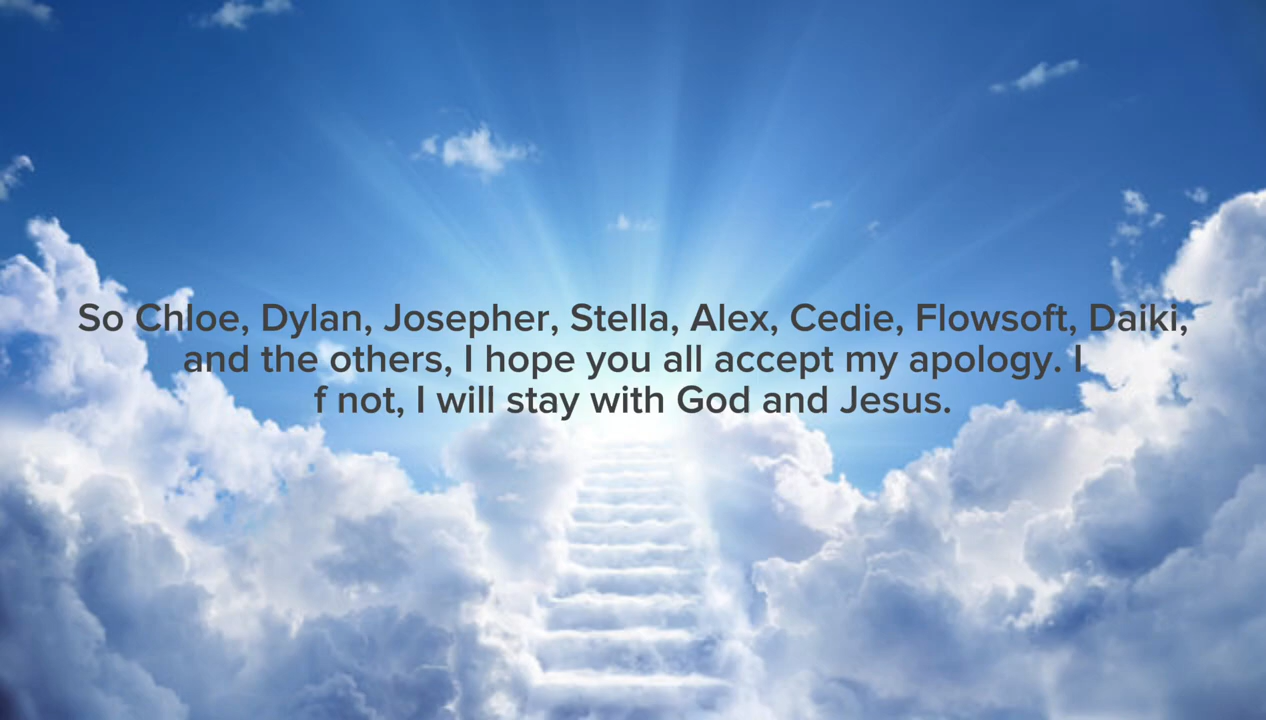 So Chloe, Dylan, Josepher, Stella, Alex, Cedie, Flowsoft, Daiki,
and the others, I hope you all accept my apology. I
f not, I will stay with God and Jesus.